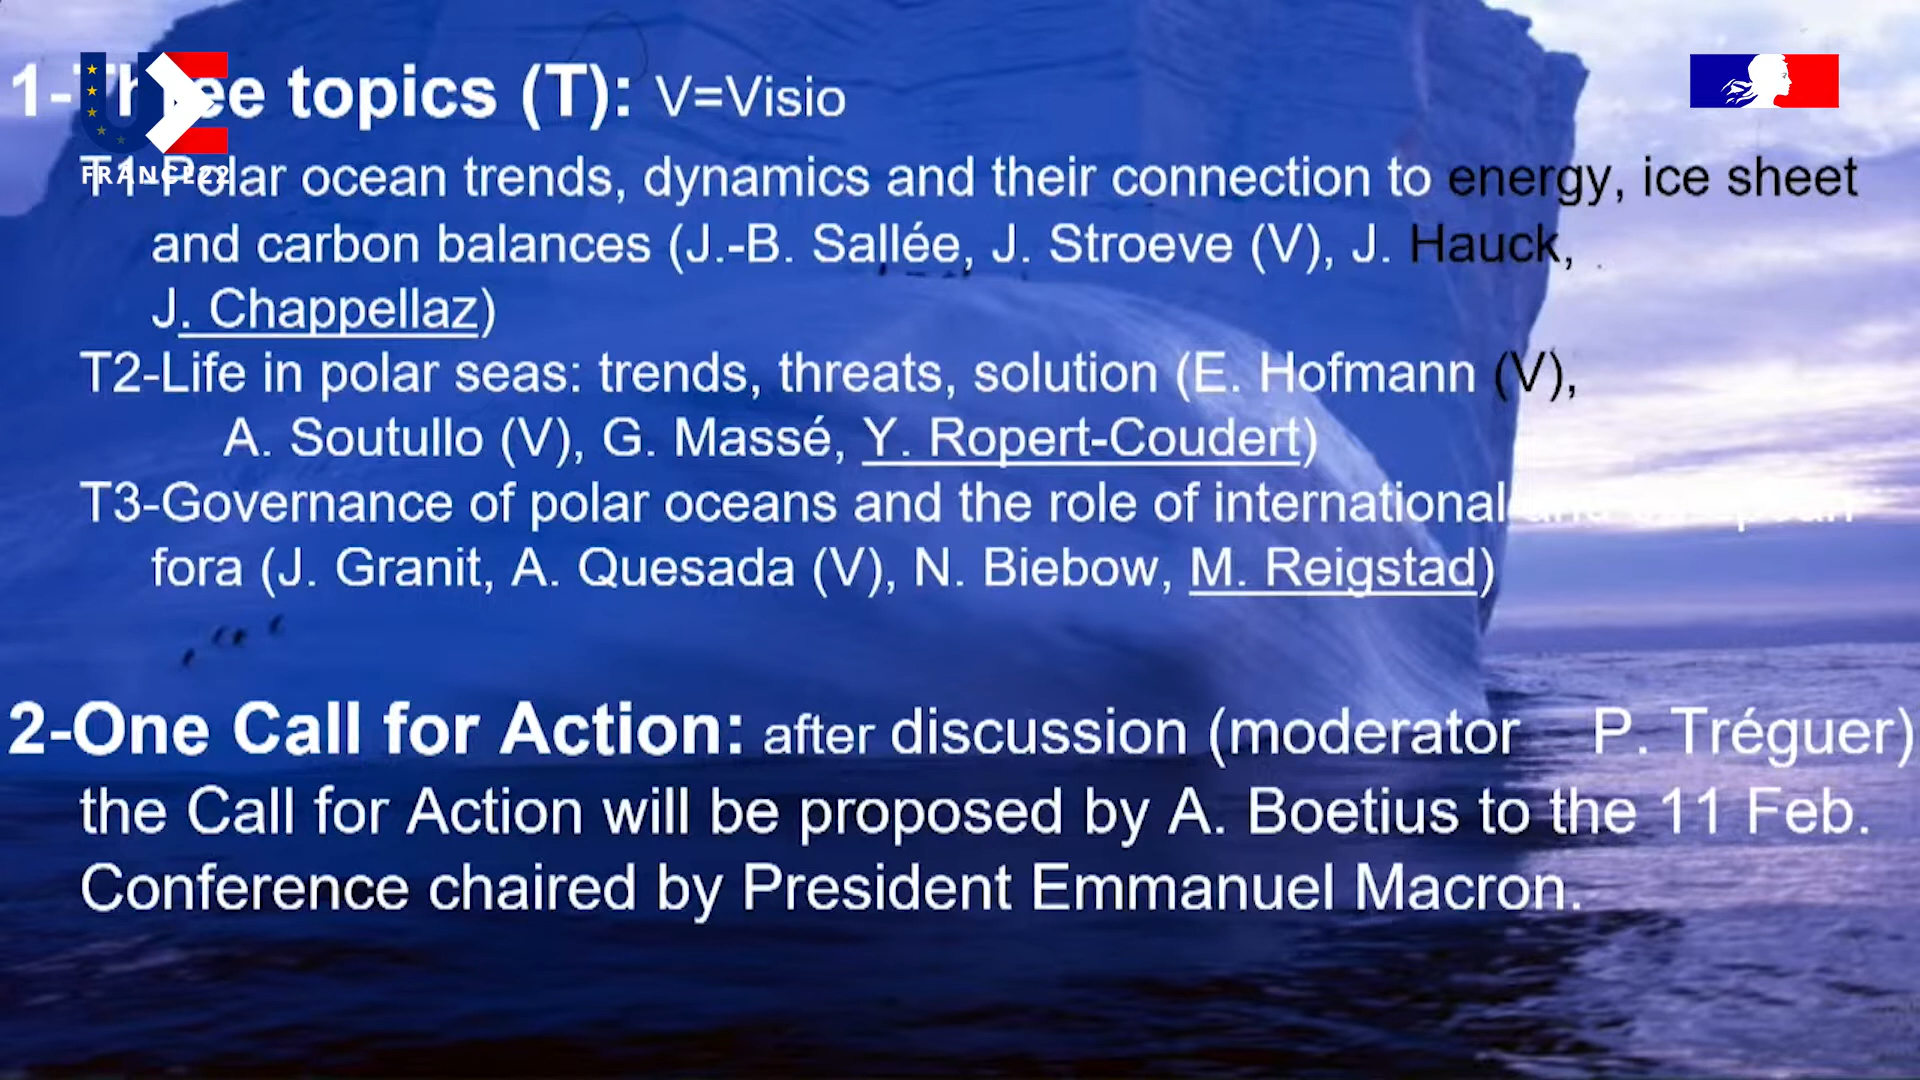 1-Three topics (T): V=Visio
UE
FRANCE22
T1-Polar ocean trends, dynamics and their connection to energy, ice sheet
and carbon balances (J.-B. Sallée, J. Stroeve (V), J. Hauck,
J. Chappellaz)
T2-Life in polar seas: trends, threats, solution (E. Hofmann (V),
A. Soutullo (V), G. Massé, Y. Ropert-Coudert)
T3-Governance of polar oceans and the role of international and european
fora (J. Granit, A. Quesada (V), N. Biebow, M. Reigstad)
2-One Call for Action: after discussion (moderator P. Tréguer)
the Call for Action will be proposed by A. Boetius to the 11 Feb.
Conference chaired by President Emmanuel Macron.